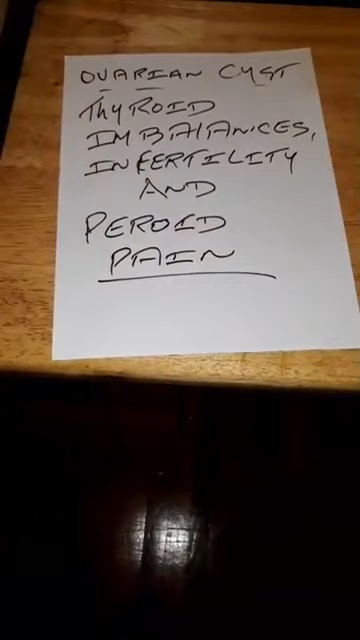 OVARIAN CYST
THYROID
IMBALANCES,
INFERTILITY
AND
PEROID
PAIN